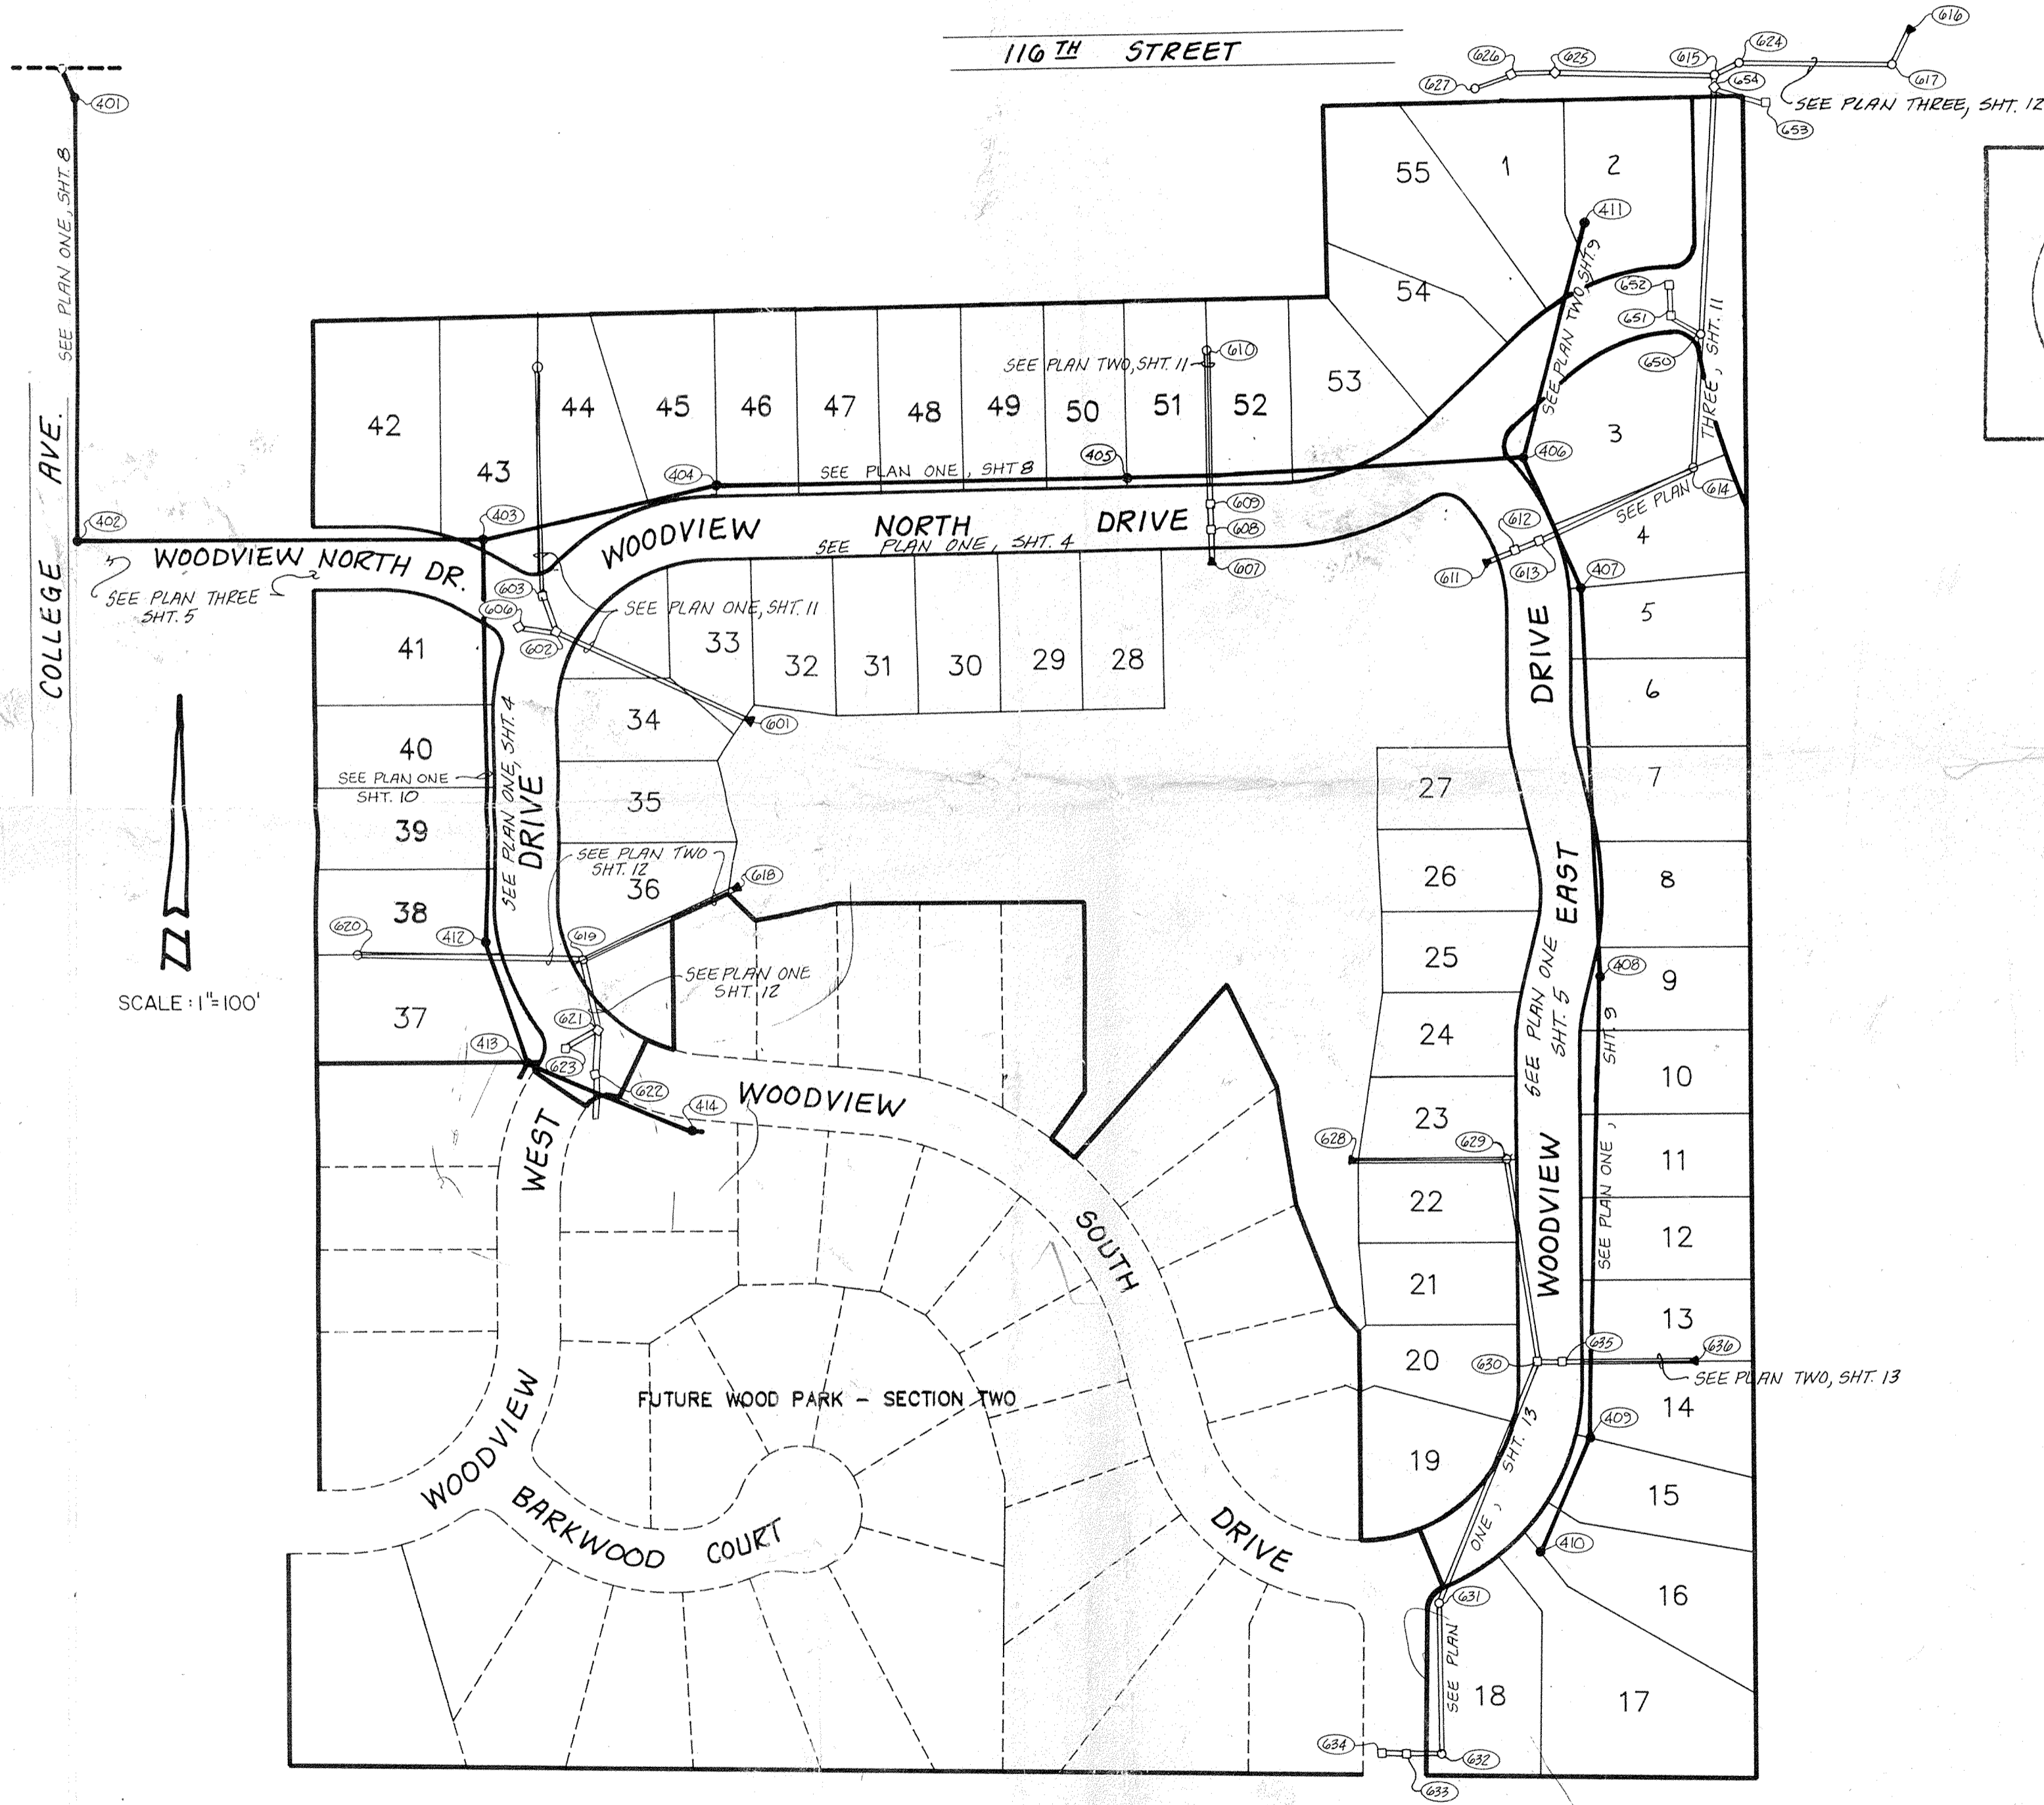 116TH STREET
616
626
625
615
624
627
654
617
401
SEE PLAN THREE, SHT. 12
653
SEE PLAN ONE, SHT. 8
55
1
2
411
SEE PLAN TWO, SHT. 9
652
54
651
THREE, SHT. 11
610
SEE PLAN TWO, SHT. 11
650
42
43
44
45
46
47
48
49
50
51
52
53
3
COLLEGE AVE.
404
SEE PLAN ONE, SHT 8
405
406
614
SEE PLAN
402
403
WOODVIEW NORTH DRIVE
609
608
612
4
SEE PLAN ONE, SHT. 4
WOODVIEW NORTH DR.
607
611
613
407
SEE PLAN THREE
SHT. 5
603
606
SEE PLAN ONE, SHT. 11
602
41
33
32
31
30
29
28
5
DRIVE
6
34
601
40
SEE PLAN ONE
SHT. 10
SEE PLAN ONE, SHT. 4
DRIVE
35
27
7
39
SEE PLAN TWO
SHT. 12
618
36
26
8
EAST
38
620
412
619
25
SEE PLAN ONE
SHT. 5
408
9
SEE PLAN ONE
SHT. 12
N
SCALE: 1"=100'
37
621
24
SHT. 9
413
623
10
622
WOODVIEW
414
23
WEST
628
629
11
WOODVIEW
SEE PLAN ONE,
22
12
SOUTH
21
13
20
630
635
636
SEE PLAN TWO, SHT. 13
FUTURE WOOD PARK - SECTION TWO
14
409
WOODVIEW
19
SHT. 13
15
BARKWOOD COURT
DRIVE
ONE,
410
16
631
SEE PLAN
18
17
634
632
633